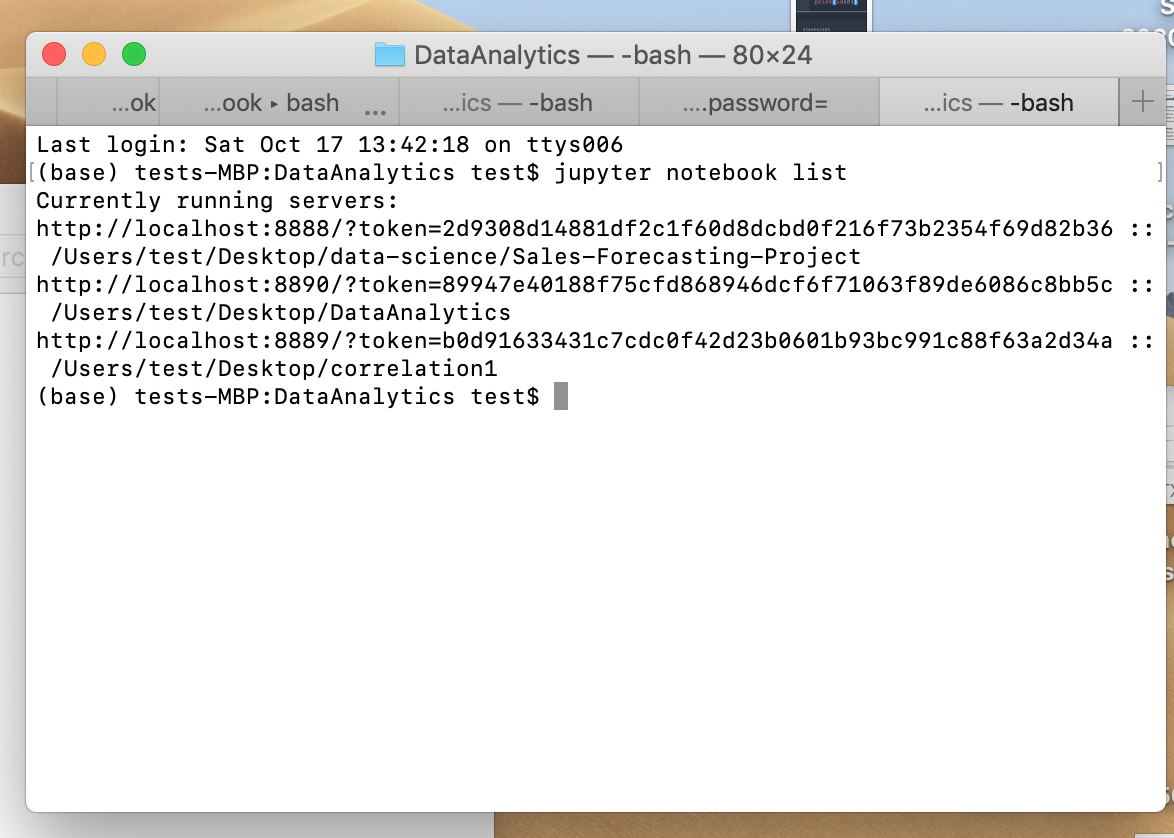 DataAnalytics — -bash — 80×24
...ok ...ook ▸ bash ... ...ics — -bash ....password= ...ics — -bash +
Last login: Sat Oct 17 13:42:18 on ttys006
[(base) tests-MBP:DataAnalytics test$ jupyter notebook list ]
Currently running servers:
http://localhost:8888/?token=2d9308d14881df2c1f60d8dcbd0f216f73b2354f69d82b36 ::
/Users/test/Desktop/data-science/Sales-Forecasting-Project
http://localhost:8890/?token=89947e40188f75cfd868946dcf6f71063f89de6086c8bb5c ::
/Users/test/Desktop/DataAnalytics
http://localhost:8889/?token=b0d91633431c7cdc0f42d23b0601b93bc991c88f63a2d34a ::
/Users/test/Desktop/correlation1
(base) tests-MBP:DataAnalytics test$